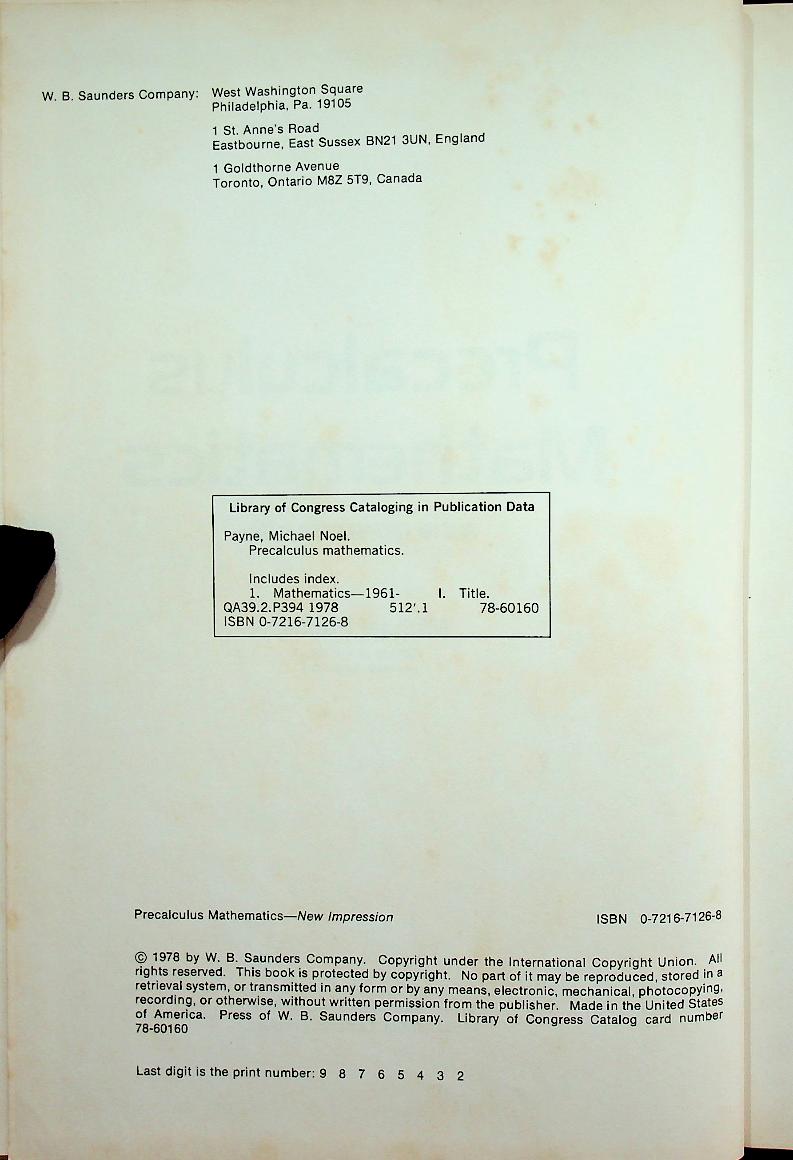 W. B. Saunders Company: West Washington Square
Philadelphia, Pa. 19105
1 St. Anne's Road
Eastbourne, East Sussex BN21 3UN, England
1 Goldthorne Avenue
Toronto, Ontario M8Z 5T9, Canada
Precalculus
Mathematics
Library of Congress Cataloging in Publication Data
Payne, Michael Noel.
Precalculus mathematics.
Includes index.
1. Mathematics—1961- I. Title.
QA39.2.P394 1978 512'.1 78-60160
ISBN 0-7216-7126-8
Precalculus Mathematics—New Impression ISBN 0-7216-7126-8
© 1978 by W. B. Saunders Company. Copyright under the International Copyright Union. All
rights reserved. This book is protected by copyright. No part of it may be reproduced, stored in a
retrieval system, or transmitted in any form or by any means, electronic, mechanical, photocopying,
recording, or otherwise, without written permission from the publisher. Made in the United States
of America. Press of W. B. Saunders Company. Library of Congress Catalog card number
78-60160
Last digit is the print number: 9 8 7 6 5 4 3 2